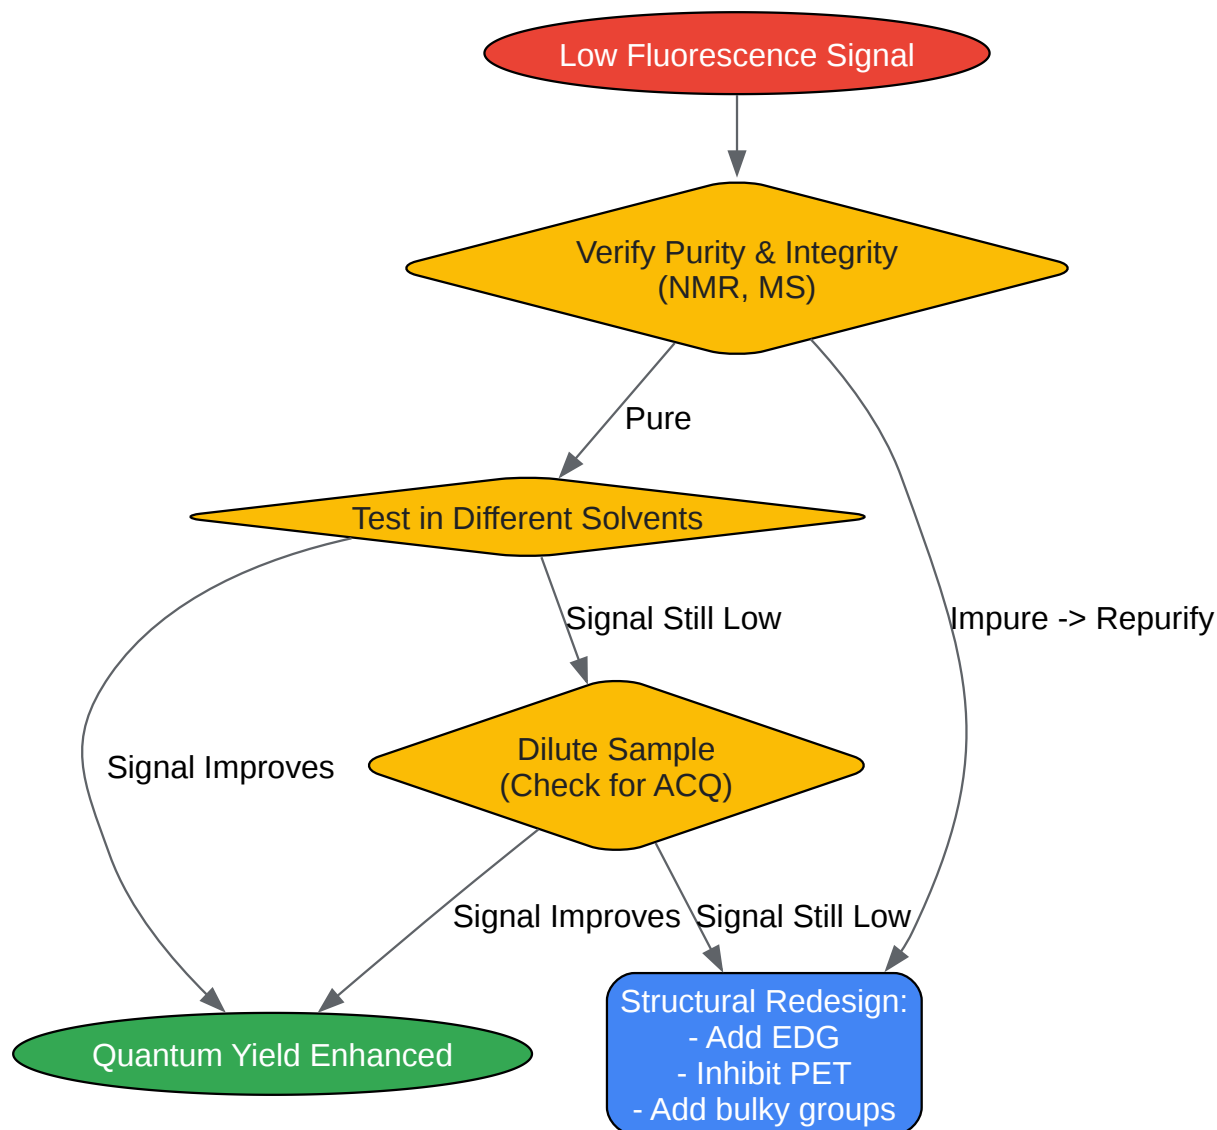 Low Fluorescence Signal
Verify Purity & Integrity
(NMR, MS)
Pure
Test in Different Solvents
Signal Still Low
Impure -> Repurify
Dilute Sample
(Check for ACQ)
Signal Improves
Signal Improves
Signal Still Low
Structural Redesign:
- Add EDG
- Inhibit PET
- Add bulky groups
Quantum Yield Enhanced